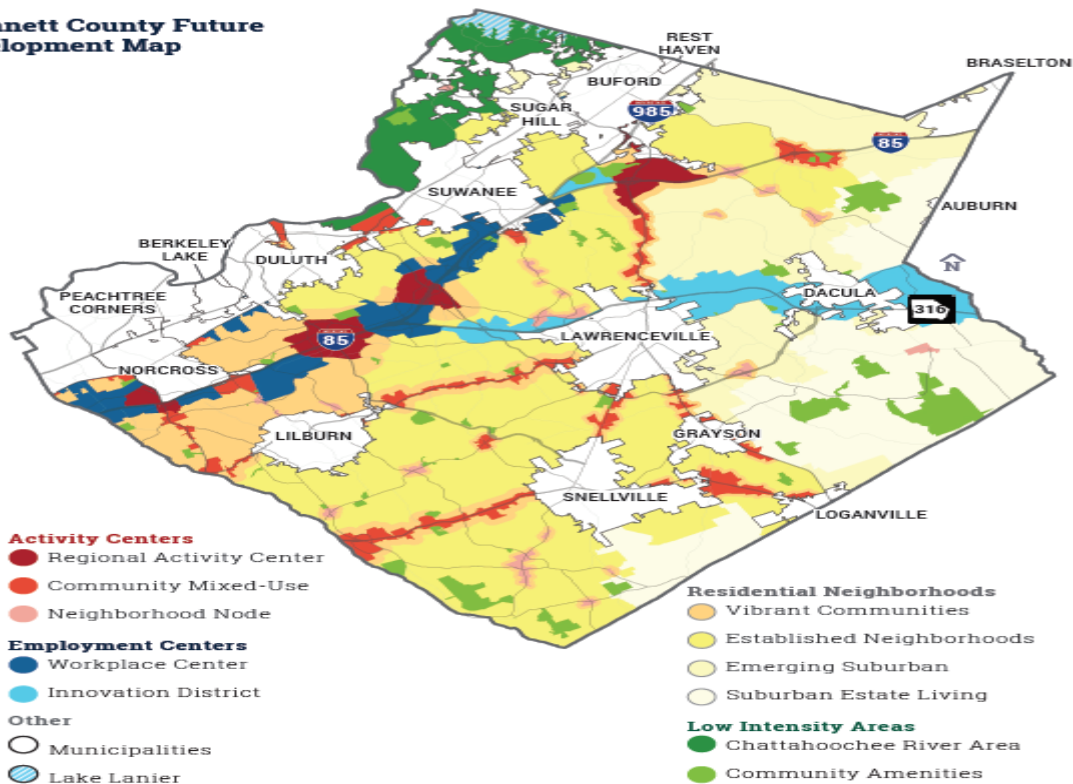 nnett County Future
elopment Map
REST
HAVEN
BRASELTON
BUFORD
SUGAR
HILL
985
85
SUWANEE
AUBURN
BERKELEY
LAKE
DULUTH
N
PEACHTREE
CORNERS
DACULA
316
LAWRENCEVILLE
85
NORCROSS
LILBURN
GRAYSON
SNELLVILLE
LOGANVILLE
Activity Centers
Regional Activity Center
Community Mixed-Use
Neighborhood Node
Employment Centers
Workplace Center
Innovation District
Other
Municipalities
Lake Lanier
Residential Neighborhoods
Vibrant Communities
Established Neighborhoods
Emerging Suburban
Suburban Estate Living
Low Intensity Areas
Chattahoochee River Area
Community Amenities